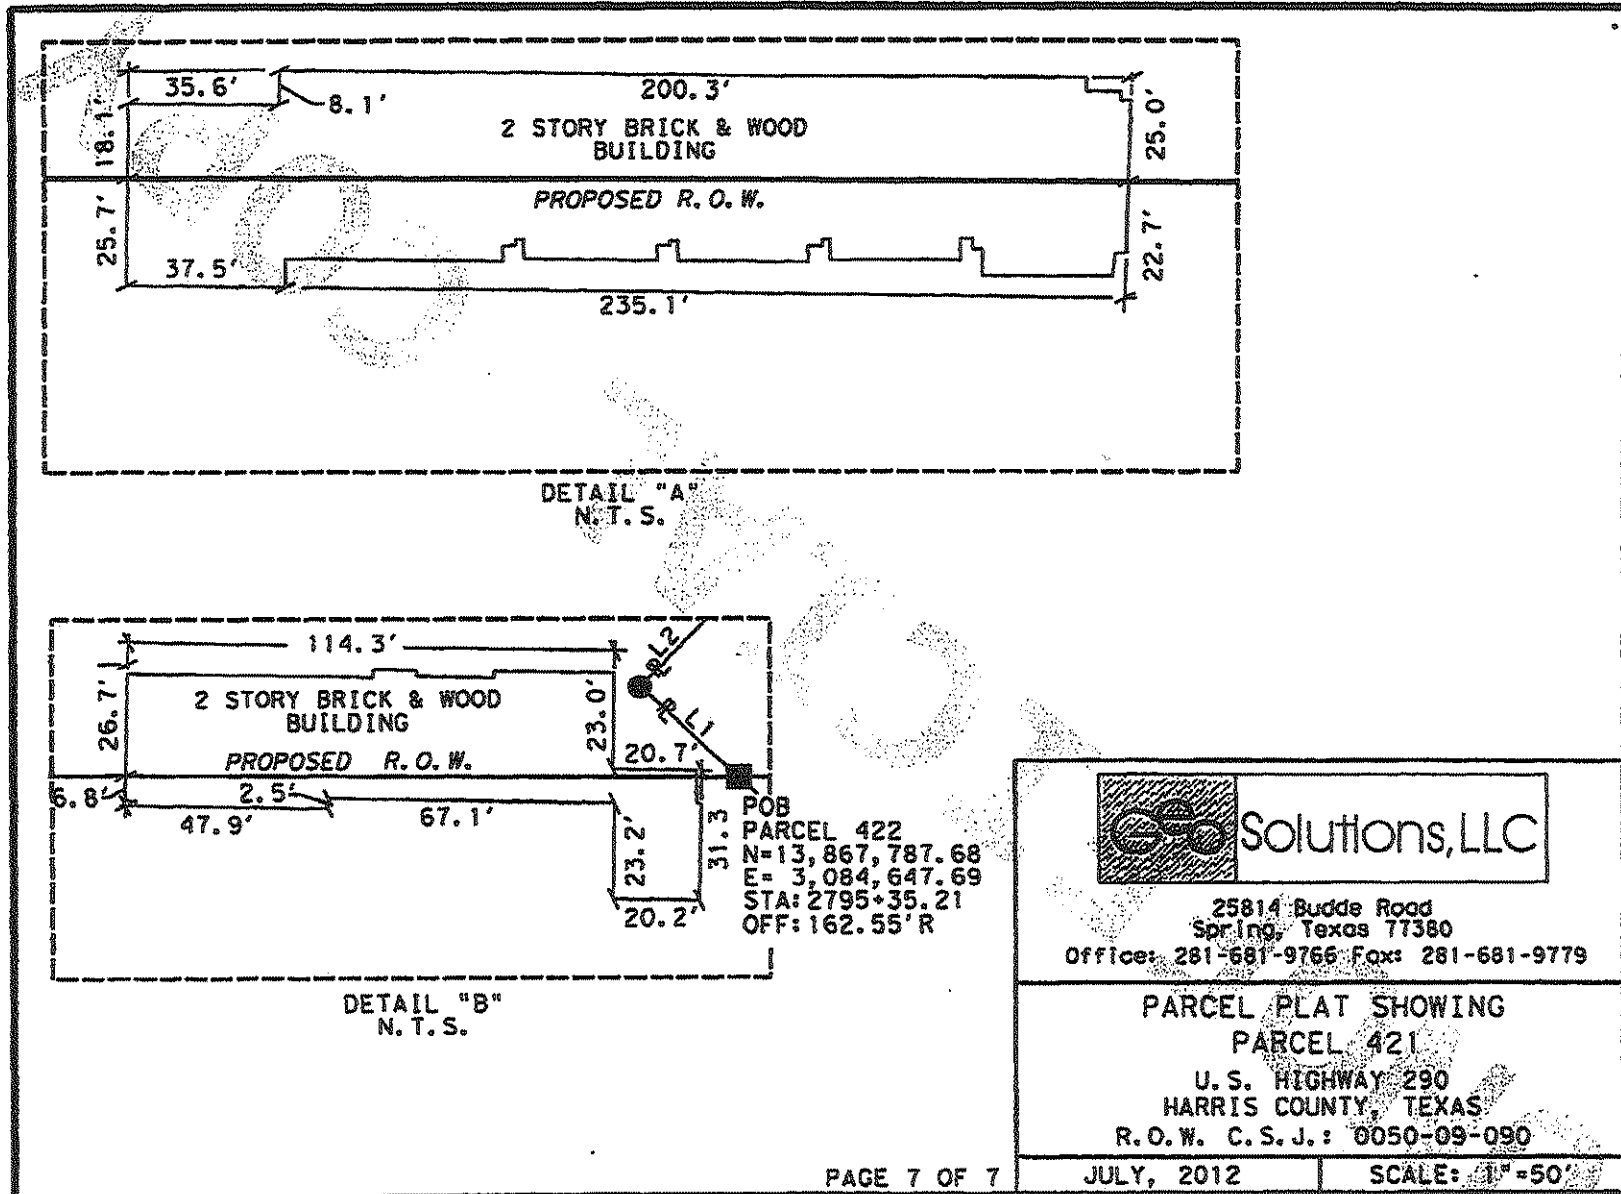 35.6'
8.1'
200.3'
18.1'
25.0'
2 STORY BRICK & WOOD
BUILDING
PROPOSED R.O.W.
25.7'
22.7'
37.5'
235.1'
DETAIL "A"
N.T.S.
114.3'
26.7'
2 STORY BRICK & WOOD
BUILDING
23.0'
L2
L1
PROPOSED R.O.W.
20.7'
6.8'
2.5'
47.9'
67.1'
23.2'
31.3
20.2'
POB
PARCEL 422
N=13,867,787.68
E= 3,084,647.69
STA:2795+35.21
OFF:162.55'R
DETAIL "B"
N.T.S.
Solutions, LLC
25814 Budde Road
Spring, Texas 77380
Office: 281-681-9766 Fax: 281-681-9779
PARCEL PLAT SHOWING
PARCEL 421
U.S. HIGHWAY 290
HARRIS COUNTY, TEXAS
R.O.W. C.S.J.: 0050-09-090
PAGE 7 OF 7
JULY, 2012
SCALE: 1"=50'